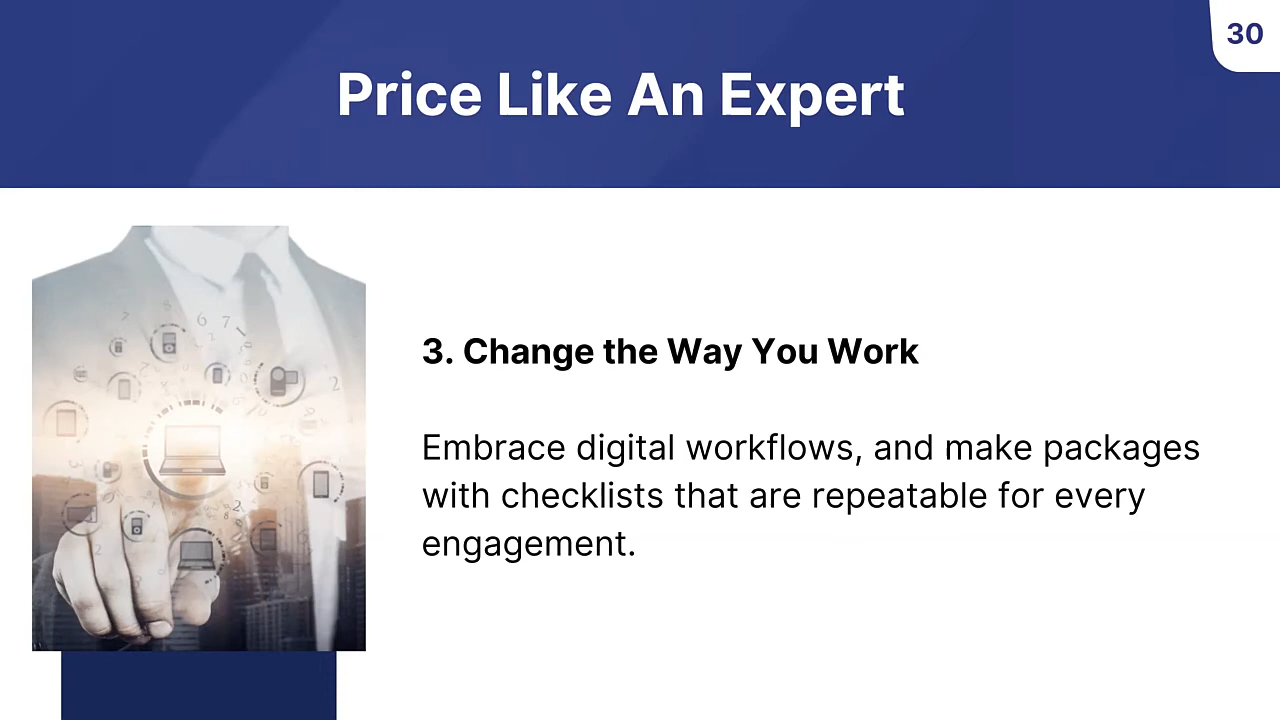 30
Price Like An Expert
3. Change the Way You Work
Embrace digital workflows, and make packages
with checklists that are repeatable for every
engagement.